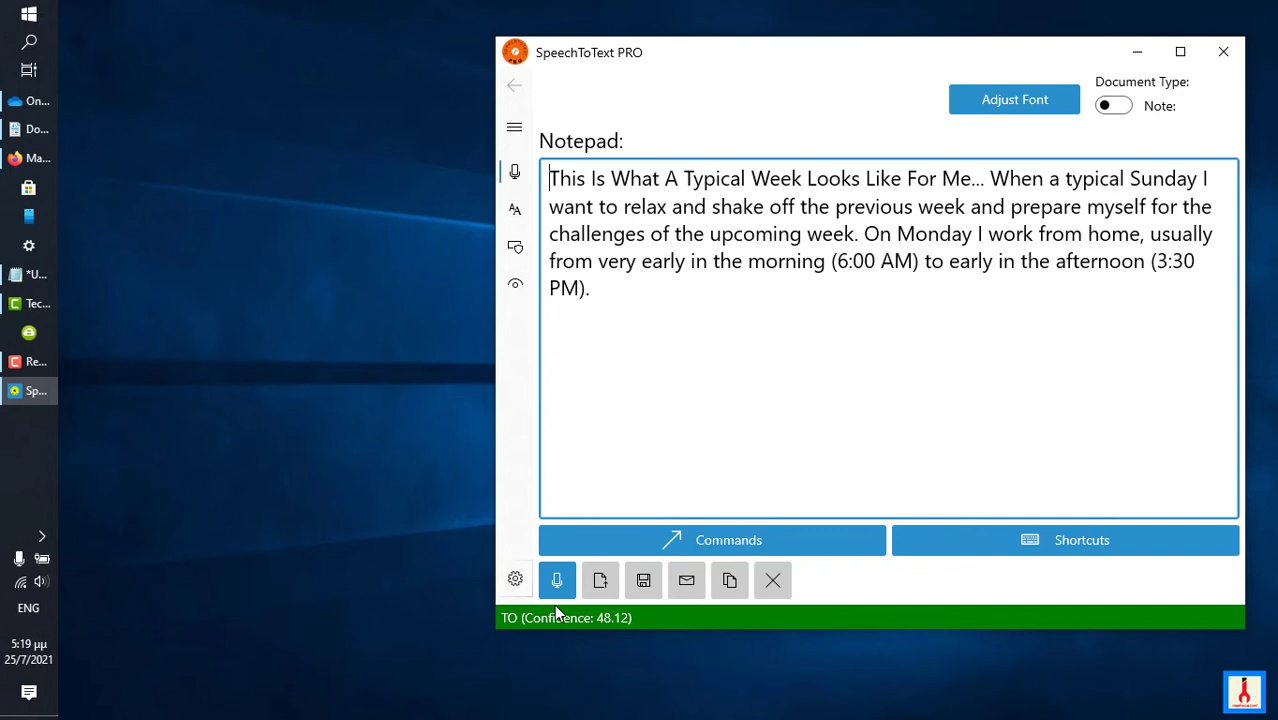 SpeechToText PRO
Document Type:
Adjust Font
Note:
Notepad:
This Is What A Typical Week Looks Like For Me... When a typical Sunday I
want to relax and shake off the previous week and prepare myself for the
challenges of the upcoming week. On Monday I work from home, usually
from very early in the morning (6:00 AM) to early in the afternoon (3:30
PM).
Commands
Shortcuts
TO (Confidence: 48.12)
On...
Do...
Ma...
*U...
Tec...
Re...
Sp...
ENG
5:19 μμ
25/7/2021